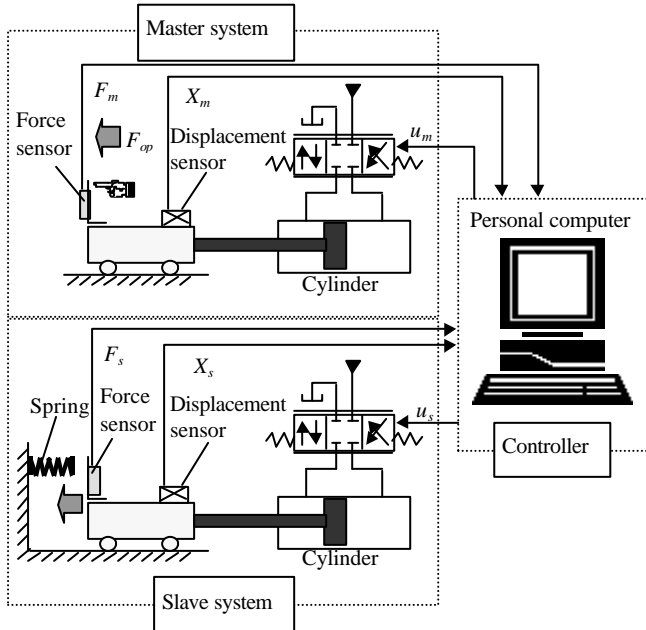 Master system
F_m
X_m
Force
sensor
F_op
Displacement
sensor
u_m
Personal computer
Cylinder
F_s
X_s
Spring
Force
sensor
Displacement
sensor
u_s
Controller
Cylinder
Slave system